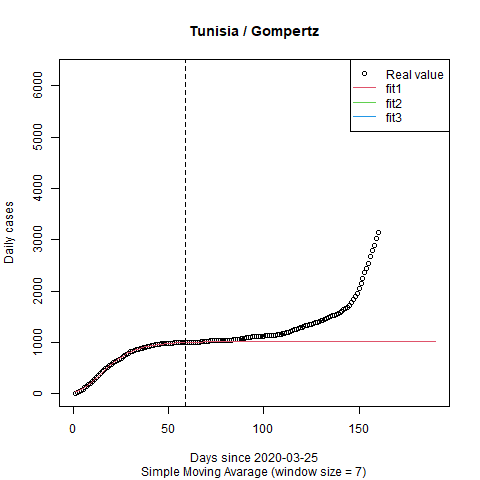 Tunisia / Gompertz
Real value
fit1
fit2
fit3
Daily cases
6000
5000
4000
3000
2000
1000
0
0
50
100
150
Days since 2020-03-25
Simple Moving Avarage (window size = 7)